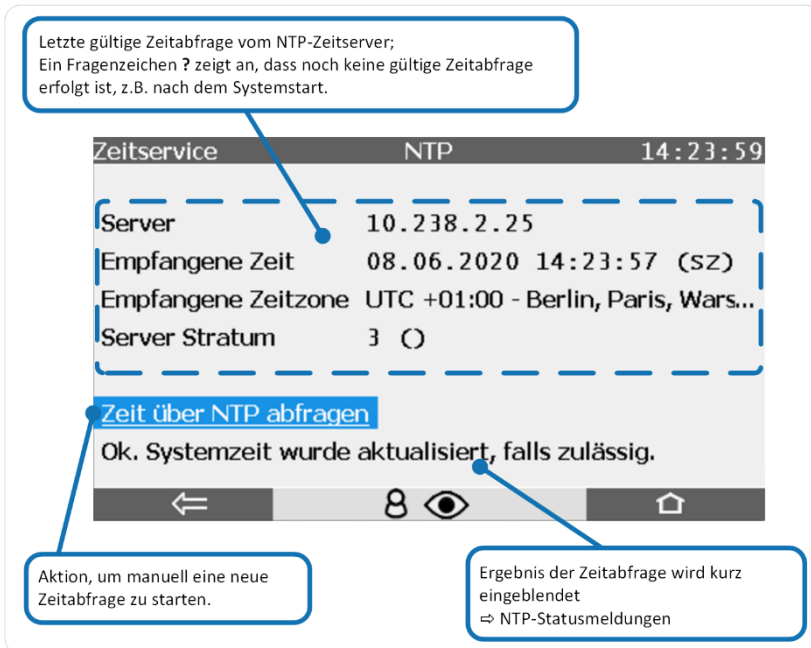 Letzte gültige Zeitabfrage vom NTP-Zeitserver;
Ein Fragenzeichen ? zeigt an, dass noch keine gültige Zeitabfrage
erfolgt ist, z.B. nach dem Systemstart.
Zeitservice NTP 14:23:59
Server 10.238.2.25
Empfangene Zeit 08.06.2020 14:23:57 (SZ)
Empfangene Zeitzone UTC +01:00 - Berlin, Paris, Wars...
Server Stratum 3 ()
Zeit über NTP abfragen
Ok. Systemzeit wurde aktualisiert, falls zulässig.
Aktion, um manuell eine neue
Zeitabfrage zu starten.
Ergebnis der Zeitabfrage wird kurz
eingeblendet
⇨ NTP-Statusmeldungen